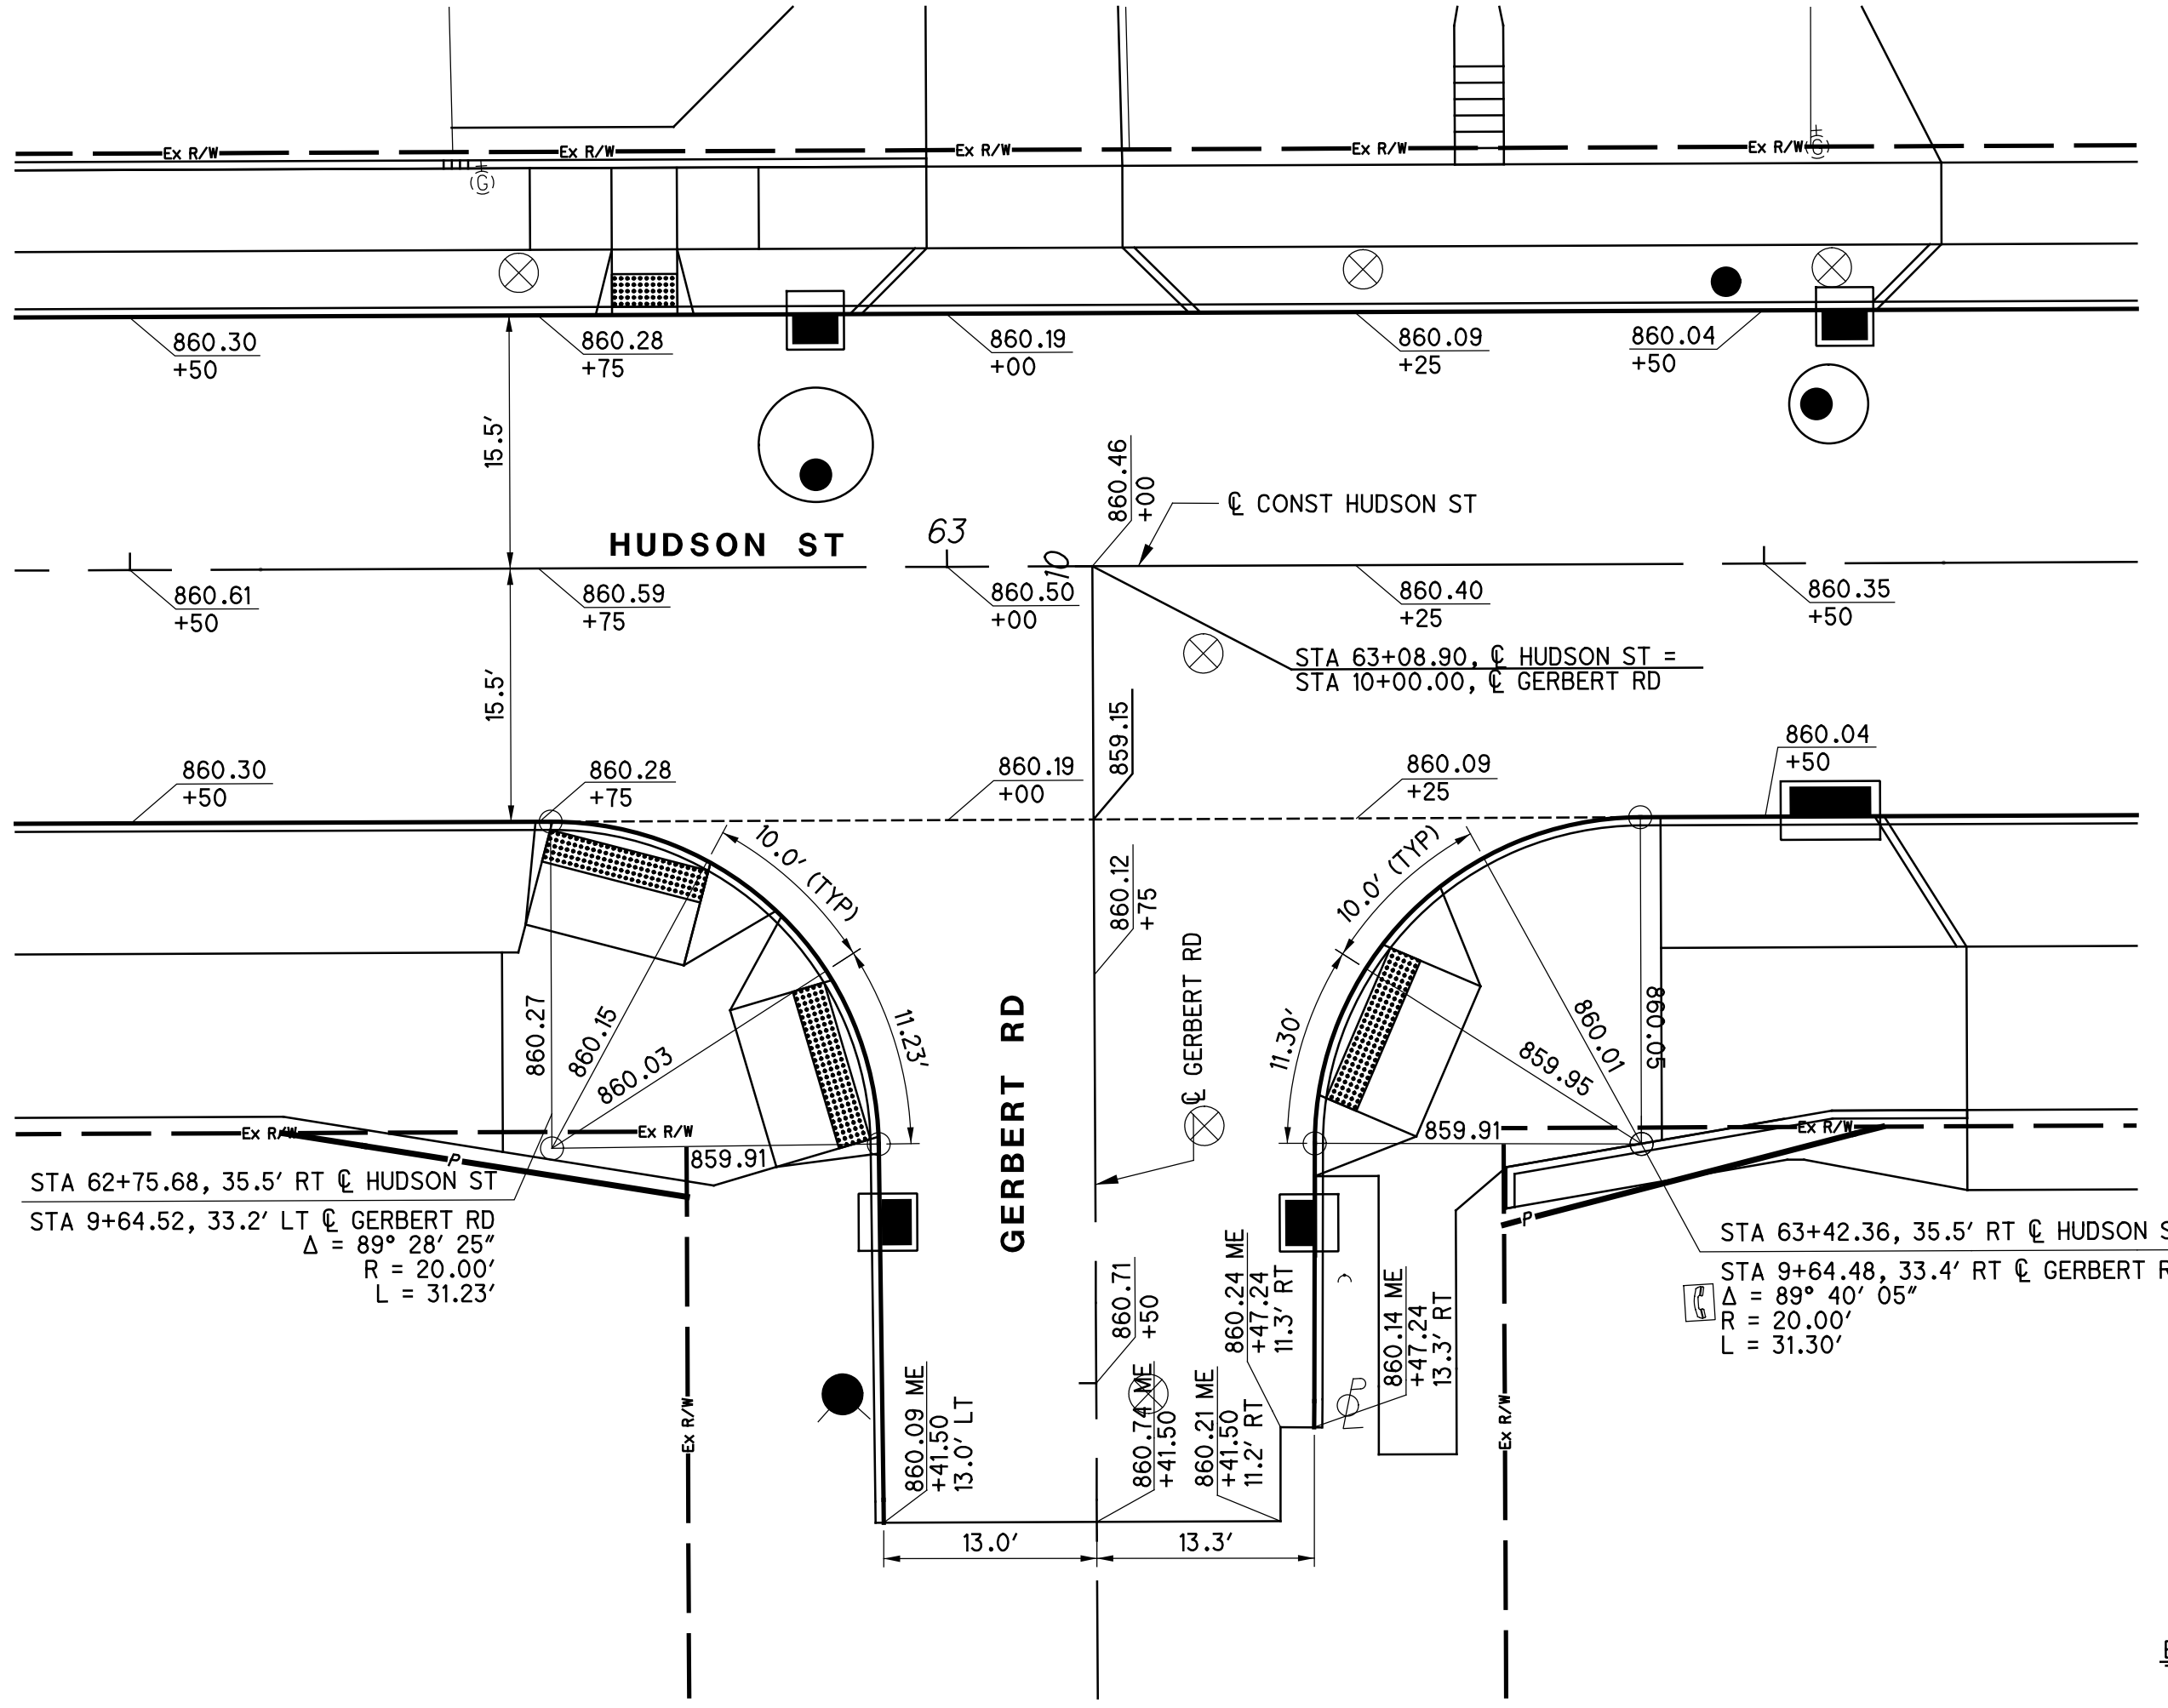 Ex R/W
Ex R/W
Ex R/W
Ex R/W
Ex R/W
(G)
(G)
860.30
+50
860.28
+75
860.19
+00
860.09
+25
860.04
+50
15.5'
860.46
+00
℄ CONST HUDSON ST
HUDSON ST
63
10
860.61
+50
860.59
+75
860.50
+00
860.40
+25
860.35
+50
STA 63+08.90, ℄ HUDSON ST =
STA 10+00.00, ℄ GERBERT RD
15.5'
859.15
860.30
+50
860.28
+75
860.19
+00
860.09
+25
860.04
+50
10.0' (TYP)
10.0' (TYP)
860.12
+75
11.23'
11.30'
860.27
860.15
860.03
859.91
℄ GERBERT RD
GERBERT RD
859.91
859.95
860.01
860.05
Ex R/W
Ex R/W
Ex R/W
P
P
STA 62+75.68, 35.5' RT ℄ HUDSON ST
STA 9+64.52, 33.2' LT ℄ GERBERT RD
Δ = 89° 28' 25"
R = 20.00'
L = 31.23'
STA 63+42.36, 35.5' RT ℄ HUDSON S
STA 9+64.48, 33.4' RT ℄ GERBERT R
Δ = 89° 40' 05"
R = 20.00'
L = 31.30'
860.71
+50
860.24 ME
+47.24
11.3' RT
860.14 ME
+47.24
13.3' RT
860.09 ME
+41.50
13.0' LT
860.74 ME
+41.50
860.21 ME
+41.50
11.2' RT
P
Ex R/W
Ex R/W
13.0'
13.3'